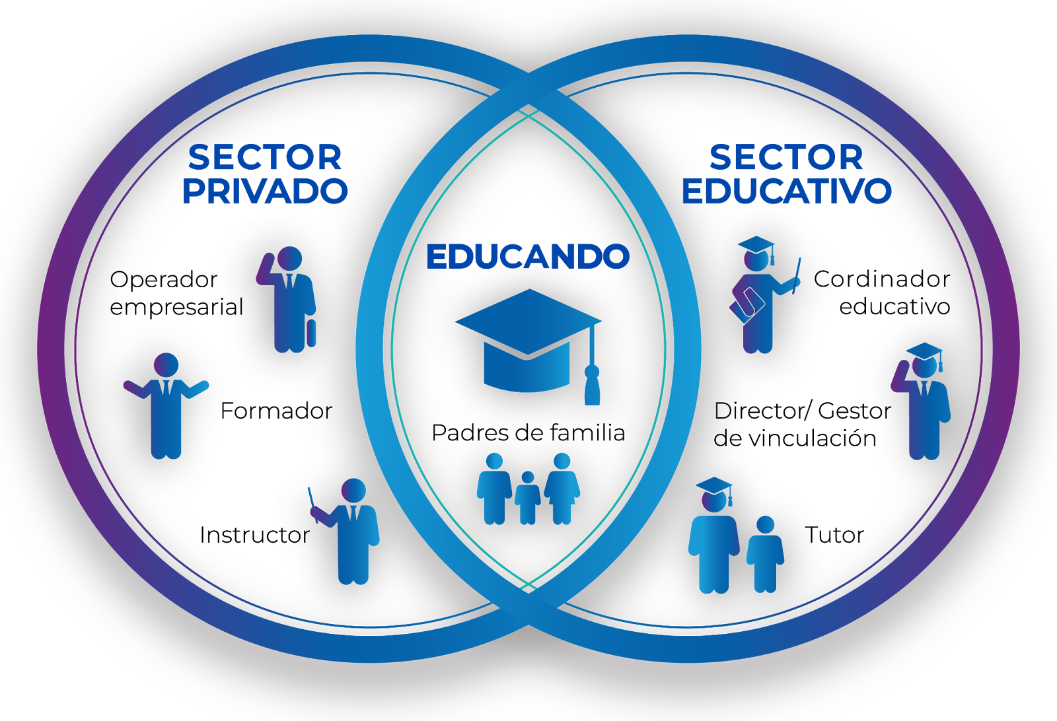 SECTOR
PRIVADO
Operador
empresarial
Formador
Instructor
EDUCANDO
Padres de familia
SECTOR
EDUCATIVO
Cordinador
educativo
Director/ Gestor
de vinculación
Tutor